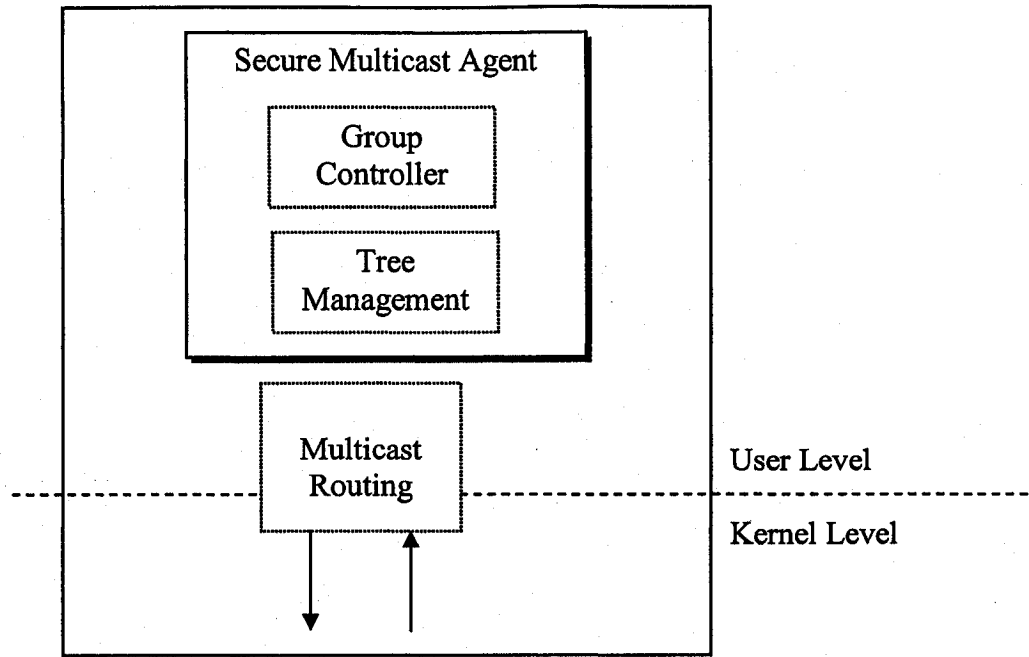 Secure Multicast Agent
Group
Controller
Tree
Management
Multicast
Routing
User Level
Kernel Level